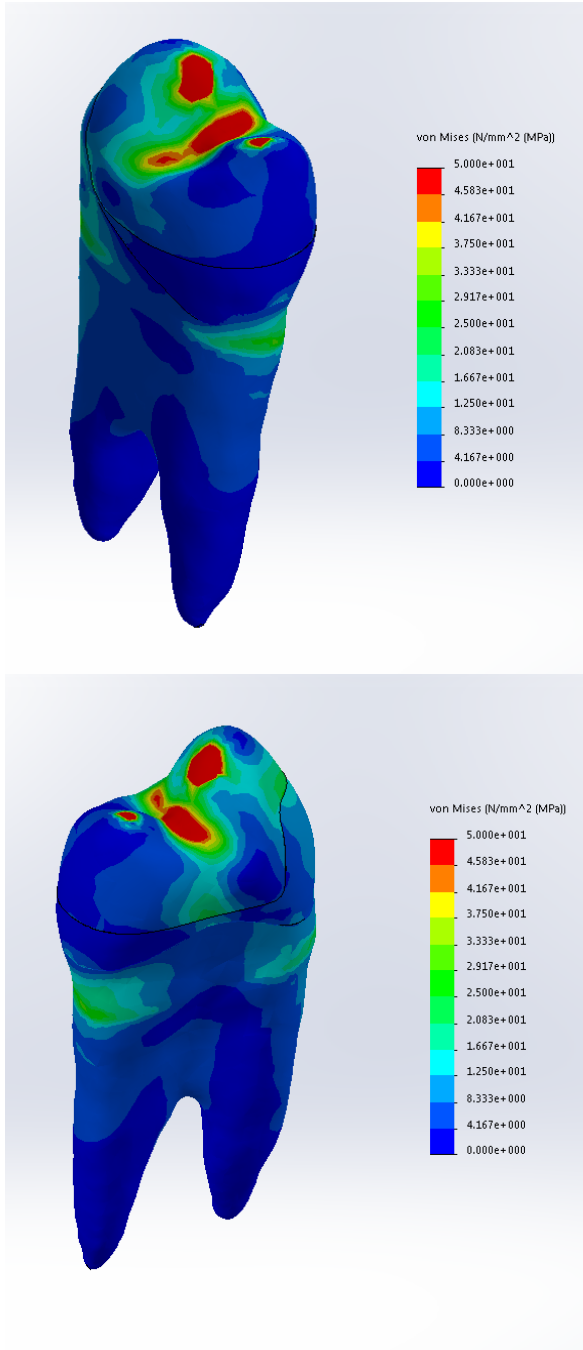 von Mises (N/mm^2 (MPa))
5.000e+001
4.583e+001
4.167e+001
3.750e+001
3.333e+001
2.917e+001
2.500e+001
2.083e+001
1.667e+001
1.250e+001
8.333e+000
4.167e+000
0.000e+000
von Mises (N/mm^2 (MPa))
5.000e+001
4.583e+001
4.167e+001
3.750e+001
3.333e+001
2.917e+001
2.500e+001
2.083e+001
1.667e+001
1.250e+001
8.333e+000
4.167e+000
0.000e+000